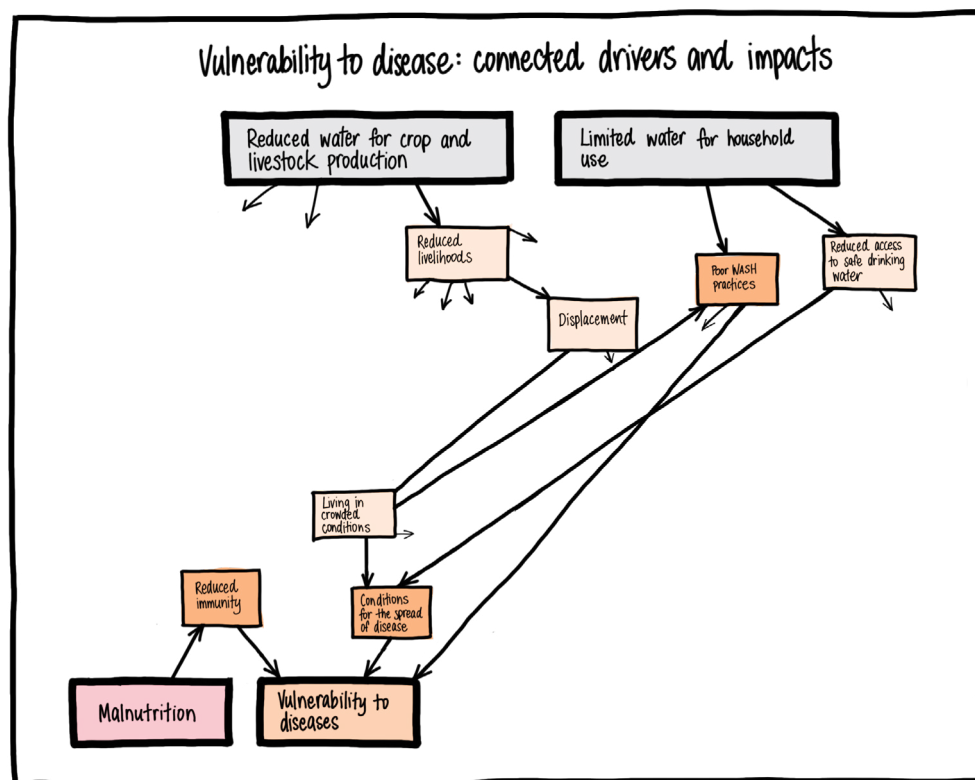 Vulnerability to disease: connected drivers and impacts
Reduced water for crop and
livestock production
Limited water for household
use
Reduced
livelihoods
Reduced access
to safe drinking
water
Poor WASH
practices
Displacement
Living in
crowded
conditions
Reduced
immunity
Conditions
for the spread
of disease
Malnutrition
Vulnerability to
diseases